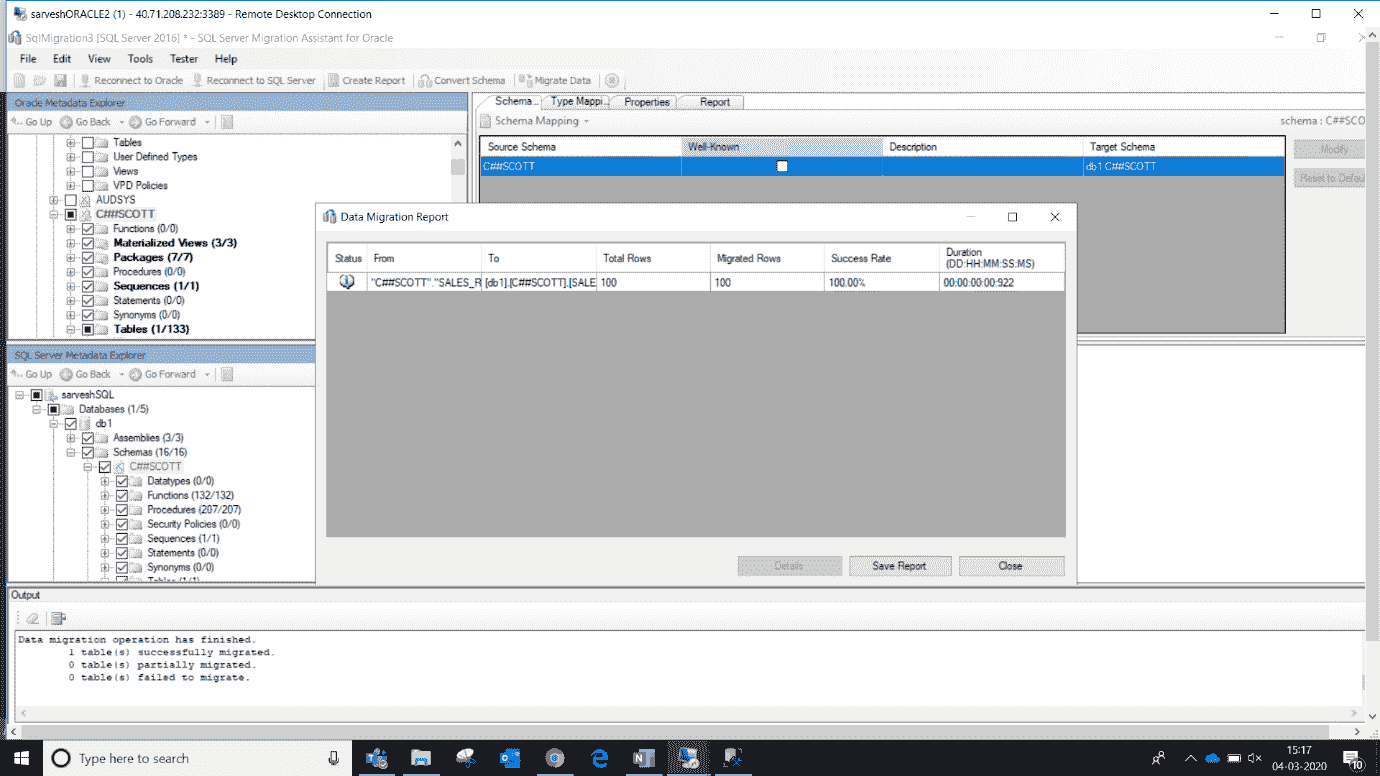 sarveshORACLE2 (1) - 40.71.208.232:3389 - Remote Desktop Connection
SqlMigration3 [SQL Server 2016] * - SQL Server Migration Assistant for Oracle
File Edit View Tools Tester Help
Reconnect to Oracle Reconnect to SQL Server Create Report Convert Schema Migrate Data
Oracle Metadata Explorer
Go Up Go Back Go Forward
Tables
User Defined Types
Views
VPD Policies
AUDSYS
C##SCOTT
Functions (0/0)
Materialized Views (3/3)
Packages (7/7)
Procedures (0/0)
Sequences (1/1)
Statements (0/0)
Synonyms (0/0)
Tables (1/133)
Schema... Type Mappi... Properties Report
Schema Mapping schema : C##SCO
Source Schema Well-Known Description Target Schema
C##SCOTT db1.C##SCOTT
Modify
Reset to Defau
Data Migration Report
Status From To Total Rows Migrated Rows Success Rate Duration
(DD:HH:MM:SS:MS)
"C##SCOTT"."SALES_R [db1].[C##SCOTT].[SALE 100 100 100.00% 00:00:00:00:922
Details Save Report Close
SQL Server Metadata Explorer
Go Up Go Back Go Forward
sarveshSQL
Databases (1/5)
db1
Assemblies (3/3)
Schemas (16/16)
C##SCOTT
Datatypes (0/0)
Functions (132/132)
Procedures (207/207)
Security Policies (0/0)
Sequences (1/1)
Statements (0/0)
Synonyms (0/0)
Tables (1/1)
Output
Data migration operation has finished.
1 table(s) successfully migrated.
0 table(s) partially migrated.
0 table(s) failed to migrate.
Type here to search
15:17
04-03-2020
10